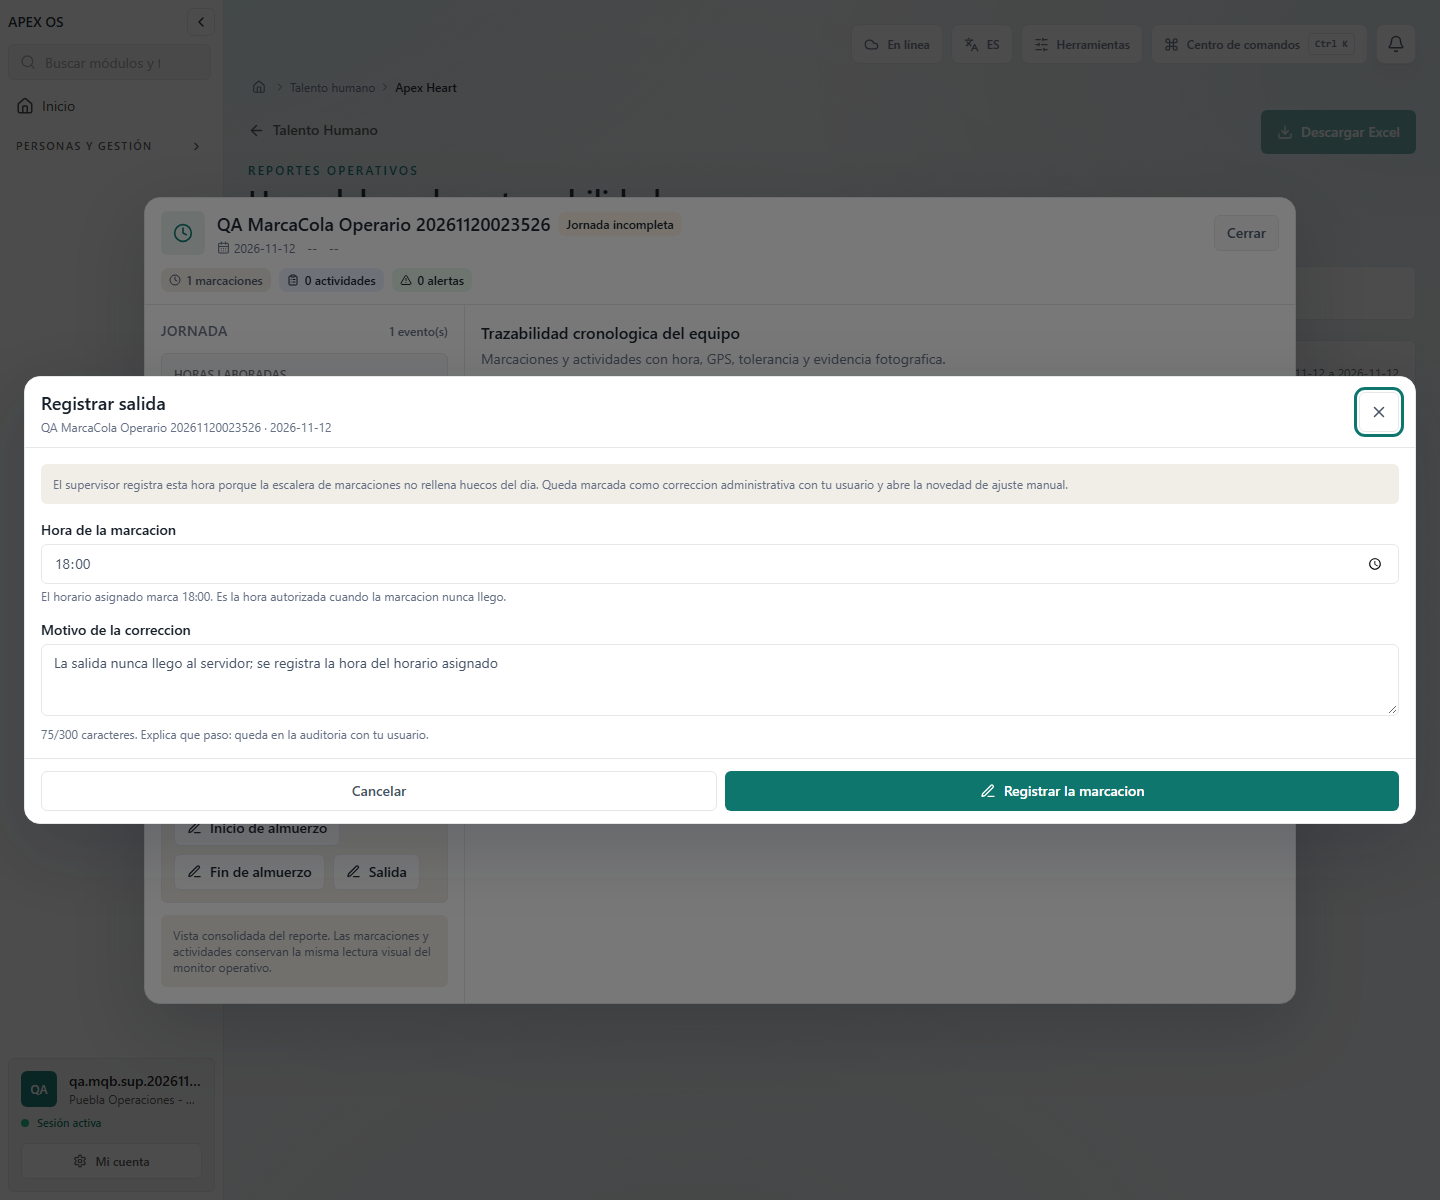 APEX OS
Buscar módulos y l
Inicio
PERSONAS Y GESTIÓN
En línea
ES
Herramientas
Centro de comandos
Ctrl K
Talento humano
Apex Heart
Talento Humano
Descargar Excel
REPORTES OPERATIVOS
QA MarcaCola Operario 20261120023526
Jornada incompleta
2026-11-12 -- --
Cerrar
1 marcaciones
0 actividades
0 alertas
JORNADA
1 evento(s)
HORAS LABORADAS
Trazabilidad cronologica del equipo
Marcaciones y actividades con hora, GPS, tolerancia y evidencia fotografica.
11-12 a 2026-11-12
Registrar salida
QA MarcaCola Operario 20261120023526 · 2026-11-12
El supervisor registra esta hora porque la escalera de marcaciones no rellena huecos del dia. Queda marcada como correccion administrativa con tu usuario y abre la novedad de ajuste manual.
Hora de la marcacion
18:00
El horario asignado marca 18:00. Es la hora autorizada cuando la marcacion nunca llego.
Motivo de la correccion
La salida nunca llego al servidor; se registra la hora del horario asignado
75/300 caracteres. Explica que paso: queda en la auditoria con tu usuario.
Cancelar
Registrar la marcacion
Inicio de almuerzo
Fin de almuerzo
Salida
Vista consolidada del reporte. Las marcaciones y
actividades conservan la misma lectura visual del
monitor operativo.
QA
qa.mqb.sup.202611...
Puebla Operaciones - ...
Sesión activa
Mi cuenta